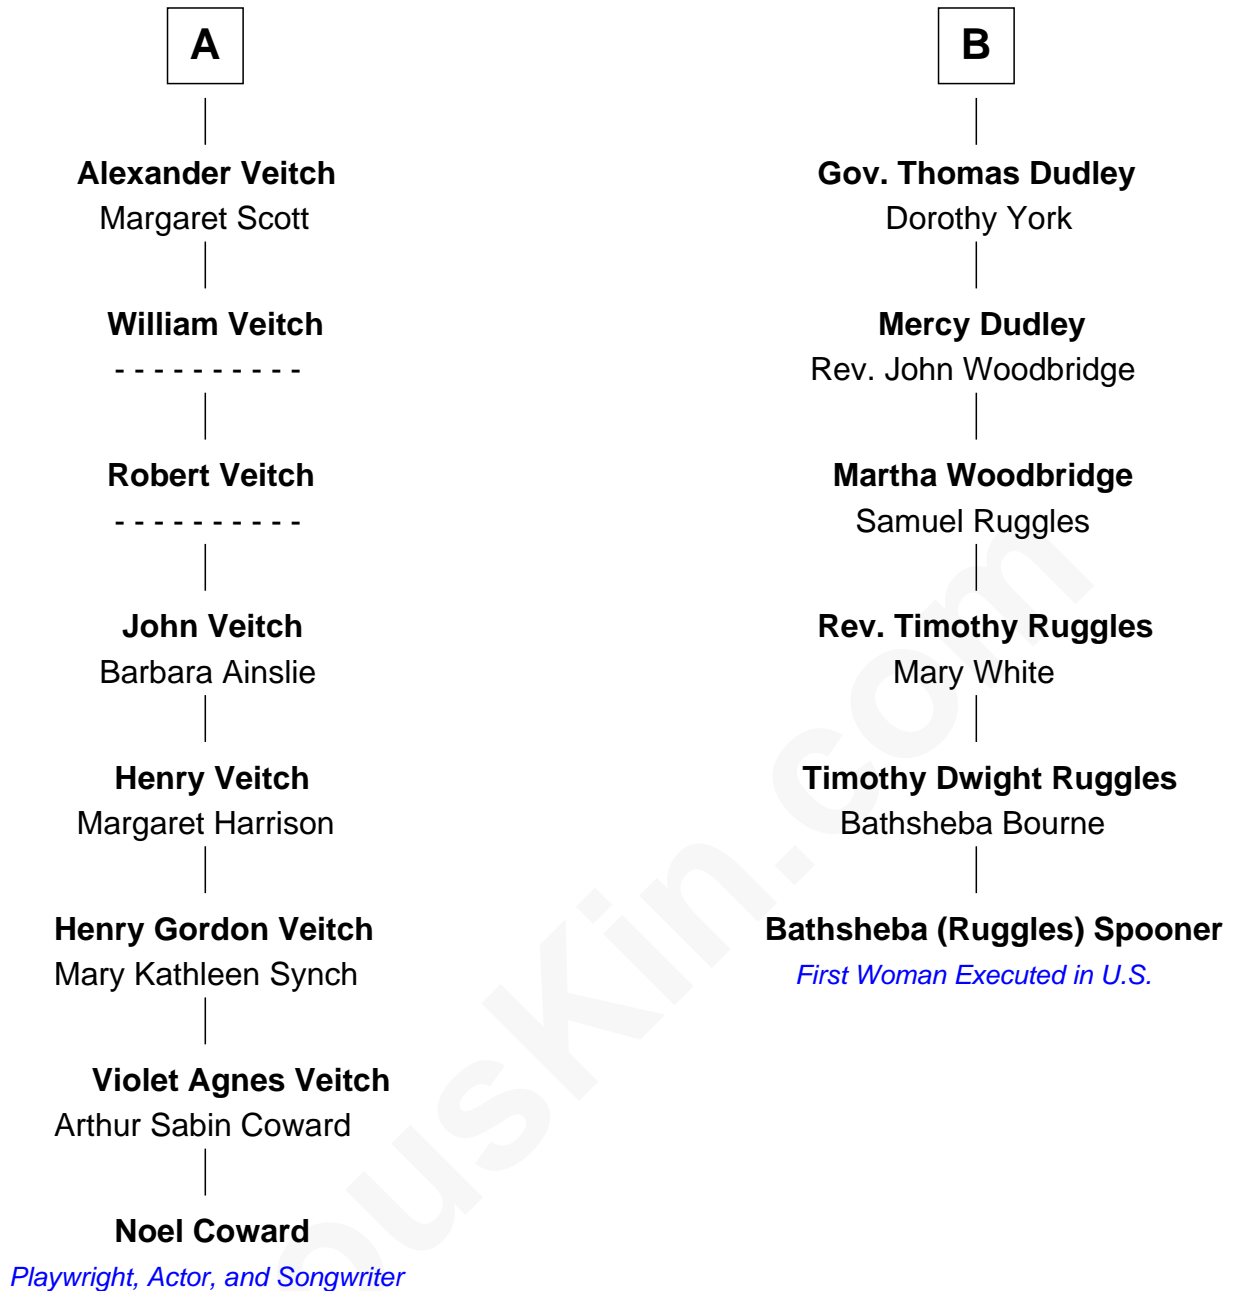 A
Alexander Veitch
Margaret Scott
William Veitch
- - - - - - - - - -
Robert Veitch
- - - - - - - - - -
John Veitch
Barbara Ainslie
Henry Veitch
Margaret Harrison
Henry Gordon Veitch
Mary Kathleen Synch
Violet Agnes Veitch
Arthur Sabin Coward
Noel Coward
Playwright, Actor, and Songwriter
B
Gov. Thomas Dudley
Dorothy York
Mercy Dudley
Rev. John Woodbridge
Martha Woodbridge
Samuel Ruggles
Rev. Timothy Ruggles
Mary White
Timothy Dwight Ruggles
Bathsheba Bourne
Bathsheba (Ruggles) Spooner
First Woman Executed in U.S.
ousKin.com